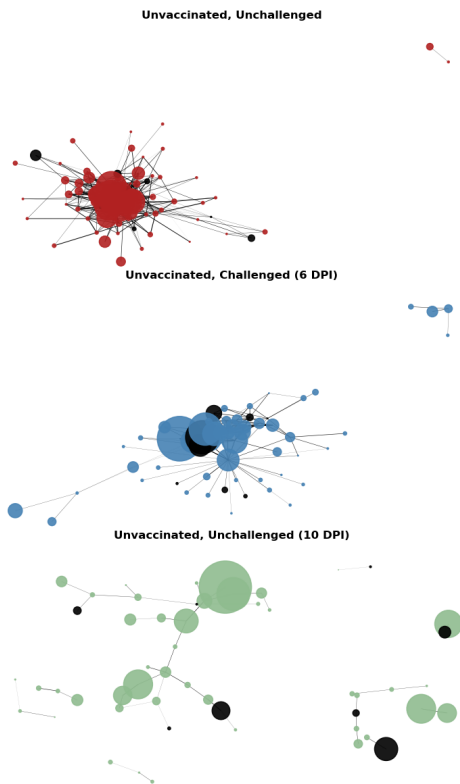 Unvaccinated, Unchallenged
Unvaccinated, Challenged (6 DPI)
Unvaccinated, Unchallenged (10 DPI)